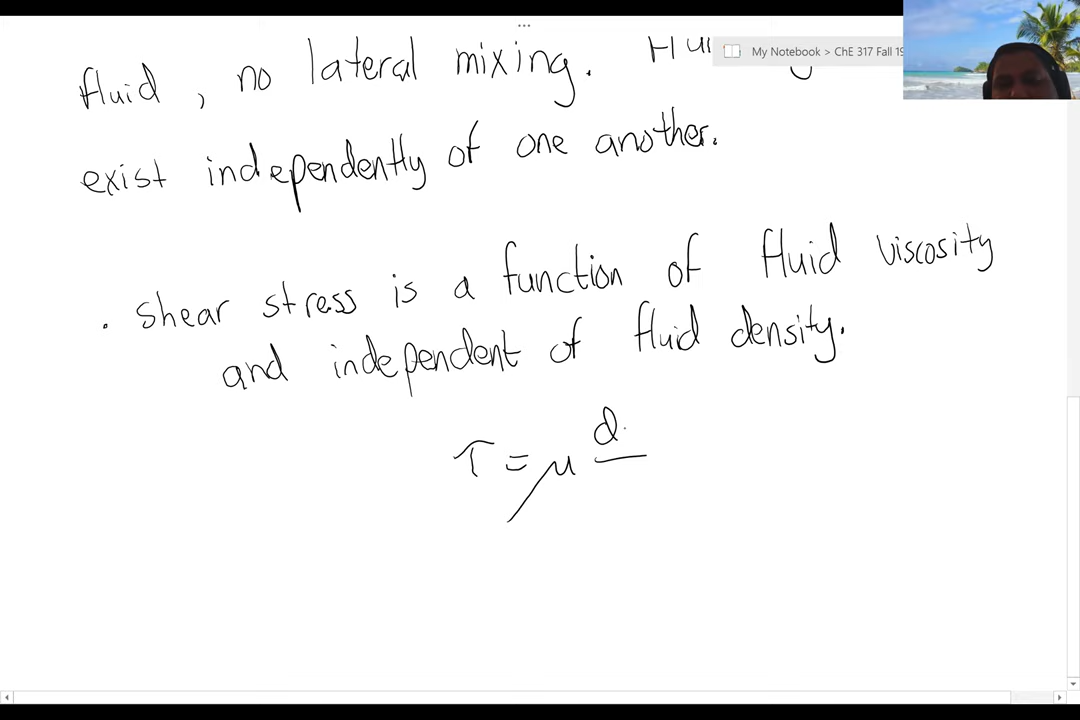 My Notebook > ChE 317 Fall 19
fluid, no lateral mixing.
exist independently of one another.
. shear stress is a function of fluid viscosity
and independent of fluid density.
τ = μ d